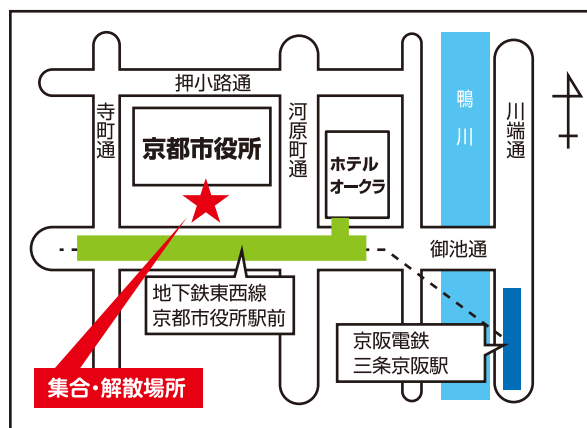 押小路通
寺町通
京都市役所
河原町通
ホテル
オークラ
鴨川
川端通
御池通
地下鉄東西線
京都市役所駅前
京阪電鉄
三条京阪駅
集合・解散場所